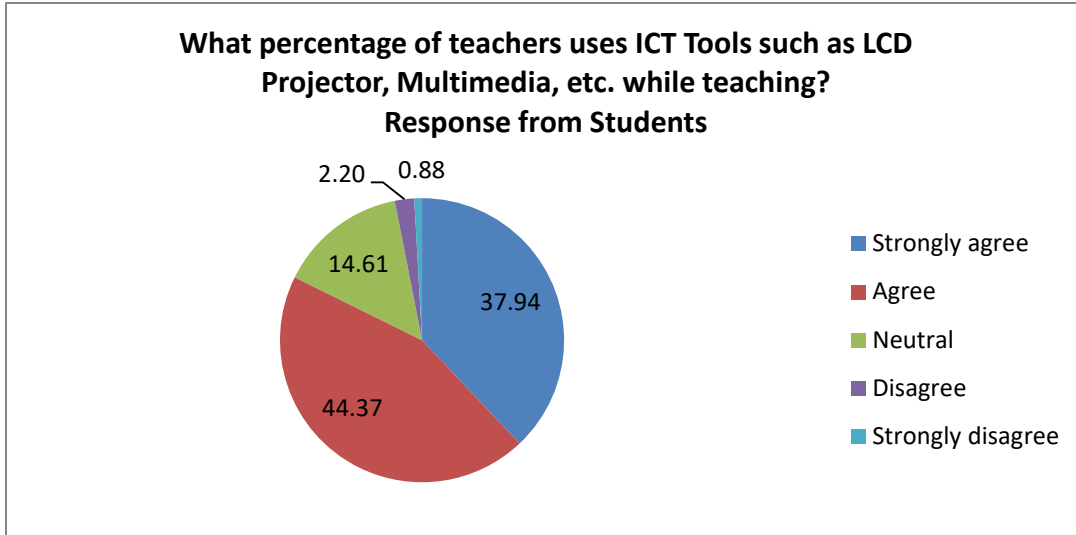 What percentage of teachers uses ICT Tools such as LCD
Projector, Multimedia, etc. while teaching?
Response from Students
2.20
0.88
14.61
37.94
44.37
Strongly agree
Agree
Neutral
Disagree
Strongly disagree